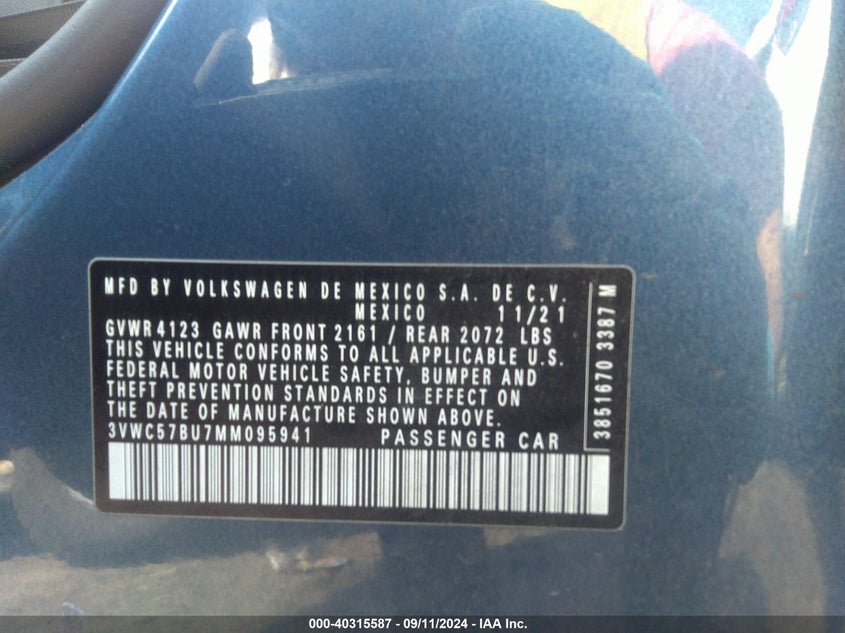 MFD BY VOLKSWAGEN DE MEXICO S.A. DE C.V.
MEXICO 11/21
GVWR 4123 GAWR FRONT 2161 / REAR 2072 LBS
THIS VEHICLE CONFORMS TO ALL APPLICABLE U.S.
FEDERAL MOTOR VEHICLE SAFETY, BUMPER AND
THEFT PREVENTION STANDARDS IN EFFECT ON
THE DATE OF MANUFACTURE SHOWN ABOVE.
3VWC57BU7MM095941 PASSENGER CAR
3851670 3387 M
000-40315587 - 09/11/2024 - IAA Inc.